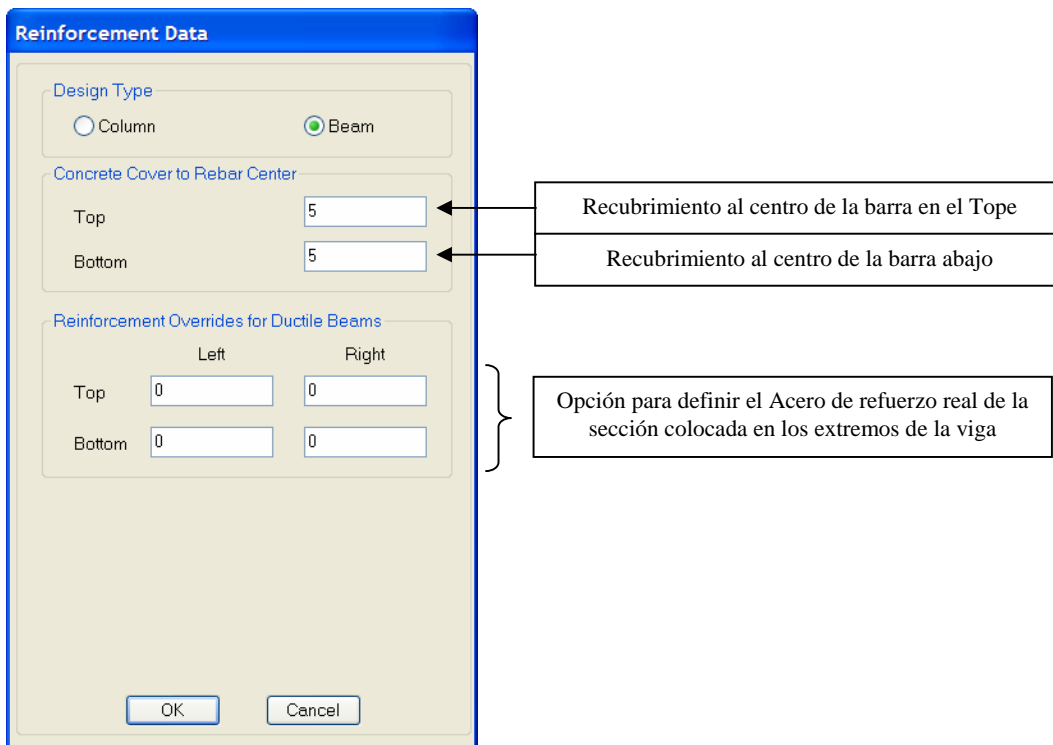 Reinforcement Data
Design Type
Column
Beam
Concrete Cover to Rebar Center
Top
5
Bottom
5
Recubrimiento al centro de la barra en el Tope
Recubrimiento al centro de la barra abajo
Reinforcement Overrides for Ductile Beams
Left Right
Top 0 0
Bottom 0 0
Opción para definir el Acero de refuerzo real de la
sección colocada en los extremos de la viga
OK Cancel